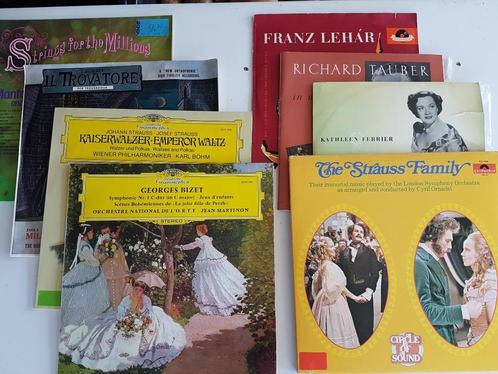 Strings for the Millions
IL TROVATORE
JOHANN STRAUSS · JOSEF STRAUSS
KAISERWALZER · EMPEROR WALTZ
Walzer und Polkas · Waltzes and Polkas
WIENER PHILHARMONIKER · KARL BÖHM
GEORGES BIZET
Symphonie Nr. 1 C-dur (in C major) · Jeux d'enfants
Scènes Bohémiennes de »La jolie fille de Perth«
ORCHESTRE NATIONAL DE L'O.R.T.F. · JEAN MARTINON
STEREO
FRANZ LEHÁR
RICHARD TAUBER
KATHLEEN FERRIER
The Strauss Family
Their immortal music played by the London Symphony Orchestra
as arranged and conducted by Cyril Ornadel
CIRCLE
OF
SOUND